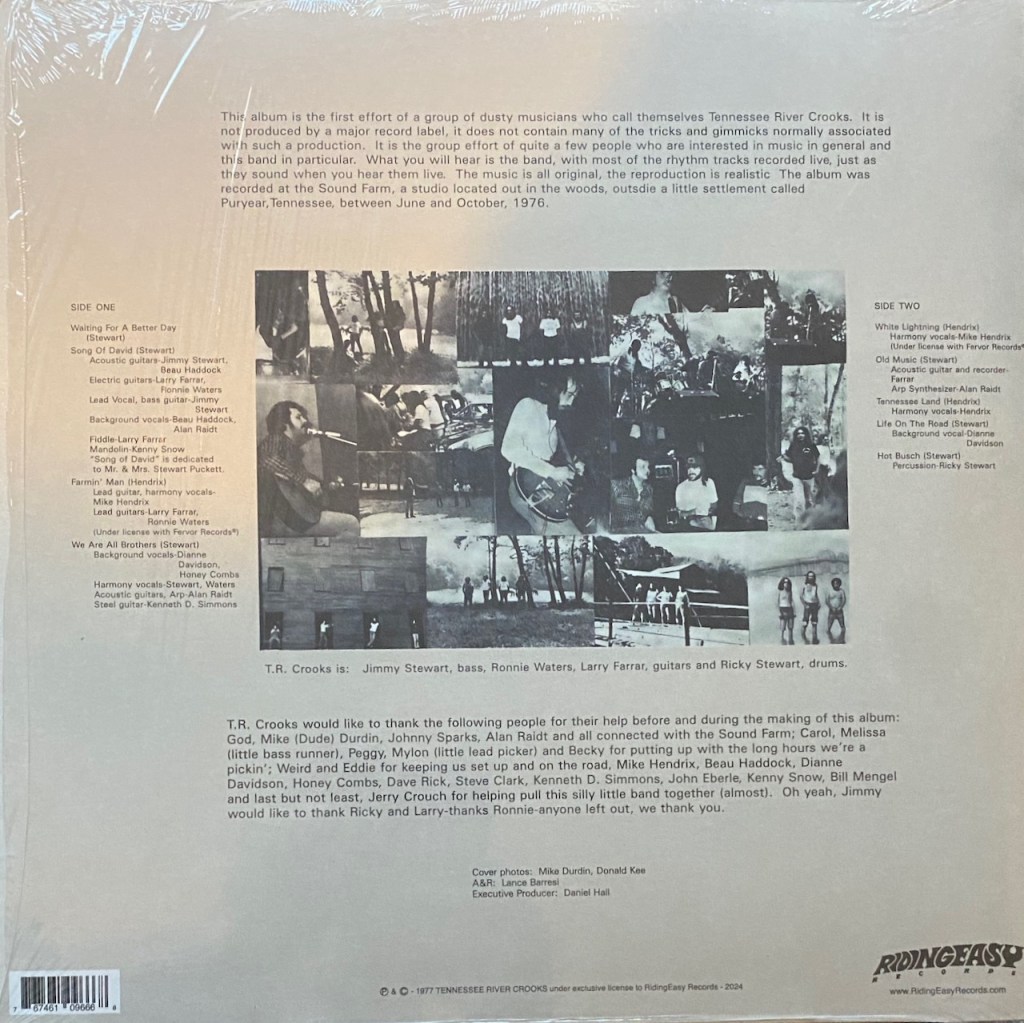 This album is the first effort of a group of dusty musicians who call themselves Tennessee River Crooks. It is
not produced by a major record label, it does not contain many of the tricks and gimmicks normally associated
with such a production. It is the group effort of quite a few people who are interested in music in general and
this band in particular. What you will hear is the band, with most of the rhythm tracks recorded live, just as
they sound when you hear them live. The music is all original, the reproduction is realistic The album was
recorded at the Sound Farm, a studio located out in the woods, outsdie a little settlement called
Puryear, Tennessee, between June and October, 1976.
SIDE ONE
Waiting For A Better Day
(Stewart)
Song Of David (Stewart)
Acoustic guitars-Jimmy Stewart,
Beau Haddock
Electric guitars-Larry Farrar,
Ronnie Waters
Lead Vocal, bass guitar-Jimmy
Stewart
Background vocals-Beau Haddock,
Alan Raidt
Fiddle-Larry Farrar
Mandolin-Kenny Snow
"Song of David" is dedicated
to Mr. & Mrs. Stewart Puckett.
Farmin' Man (Hendrix)
Lead guitar, harmony vocals-
Mike Hendrix
Lead guitars-Larry Farrar,
Ronnie Waters
(Under license with Fervor Records®)
We Are All Brothers (Stewart)
Background vocals-Dianne
Davidson,
Honey Combs
Harmony vocals-Stewart, Waters
Acoustic guitars, Arp-Alan Raidt
Steel guitar-Kenneth D. Simmons
SIDE TWO
White Lightning (Hendrix)
Harmony vocals-Mike Hendrix
(Under license with Fervor Records®
Old Music (Stewart)
Acoustic guitar and recorder-
Farrar
Arp Synthesizer-Alan Raidt
Tennessee Land (Hendrix)
Harmony vocals-Hendrix
Life On The Road (Stewart)
Background vocal-Dianne
Davidson
Hot Busch (Stewart)
Percussion-Ricky Stewart
T.R. Crooks is: Jimmy Stewart, bass, Ronnie Waters, Larry Farrar, guitars and Ricky Stewart, drums.
T.R. Crooks would like to thank the following people for their help before and during the making of this album:
God, Mike (Dude) Durdin, Johnny Sparks, Alan Raidt and all connected with the Sound Farm; Carol, Melissa
(little bass runner), Peggy, Mylon (little lead picker) and Becky for putting up with the long hours we're a
pickin'; Weird and Eddie for keeping us set up and on the road, Mike Hendrix, Beau Haddock, Dianne
Davidson, Honey Combs, Dave Rick, Steve Clark, Kenneth D. Simmons, John Eberle, Kenny Snow, Bill Mengel
and last but not least, Jerry Crouch for helping pull this silly little band together (almost). Oh yeah, Jimmy
would like to thank Ricky and Larry-thanks Ronnie-anyone left out, we thank you.
Cover photos: Mike Durdin, Donald Kee
A&R: Lance Barresi
Executive Producer: Daniel Hall
RIDINGEASY
RECORDS
www.RidingEasyRecords.com
7 67461 09666 8
℗ & © - 1977 TENNESSEE RIVER CROOKS under exclusive license to RidingEasy Records - 2024